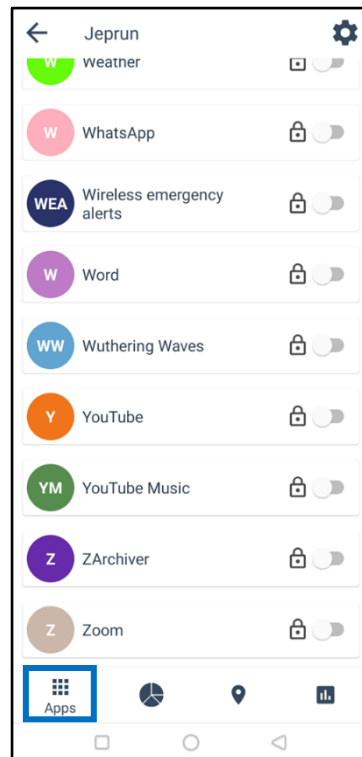 Jeprun
W Weather
W WhatsApp
WEA Wireless emergency
alerts
W Word
WW Wuthering Waves
Y YouTube
YM YouTube Music
Z ZArchiver
Z Zoom
Apps